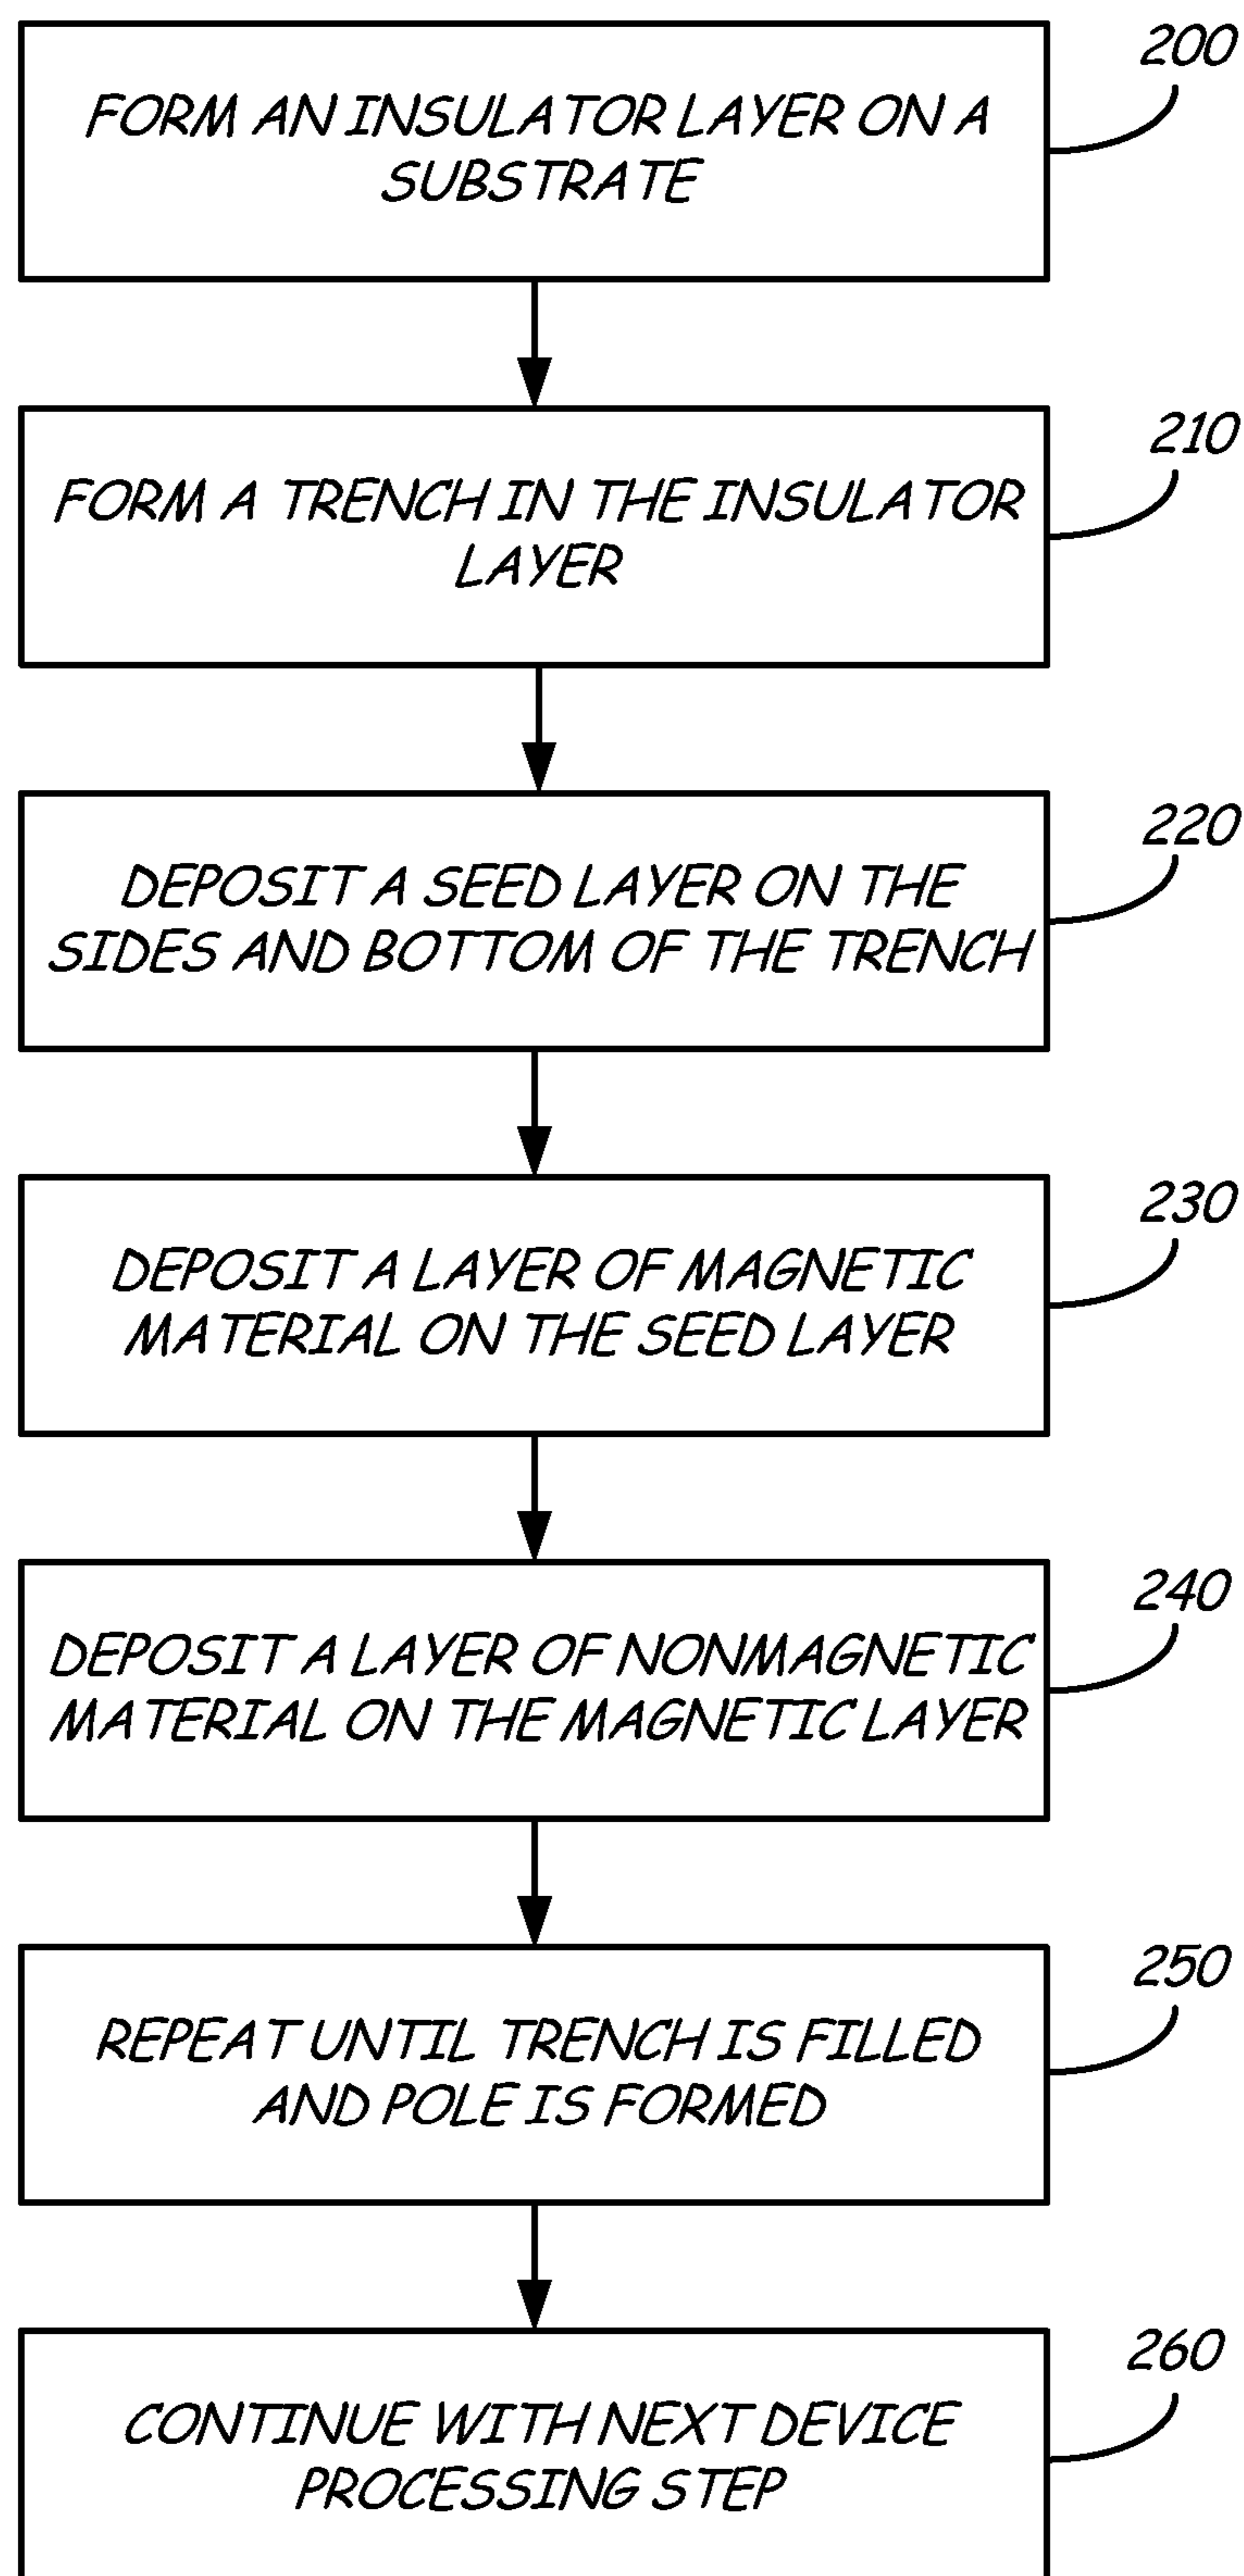 200
FORM AN INSULATOR LAYER ON A
SUBSTRATE
210
FORM A TRENCH IN THE INSULATOR
LAYER
220
DEPOSIT A SEED LAYER ON THE
SIDES AND BOTTOM OF THE TRENCH
230
DEPOSIT A LAYER OF MAGNETIC
MATERIAL ON THE SEED LAYER
240
DEPOSIT A LAYER OF NONMAGNETIC
MATERIAL ON THE MAGNETIC LAYER
250
REPEAT UNTIL TRENCH IS FILLED
AND POLE IS FORMED
260
CONTINUE WITH NEXT DEVICE
PROCESSING STEP